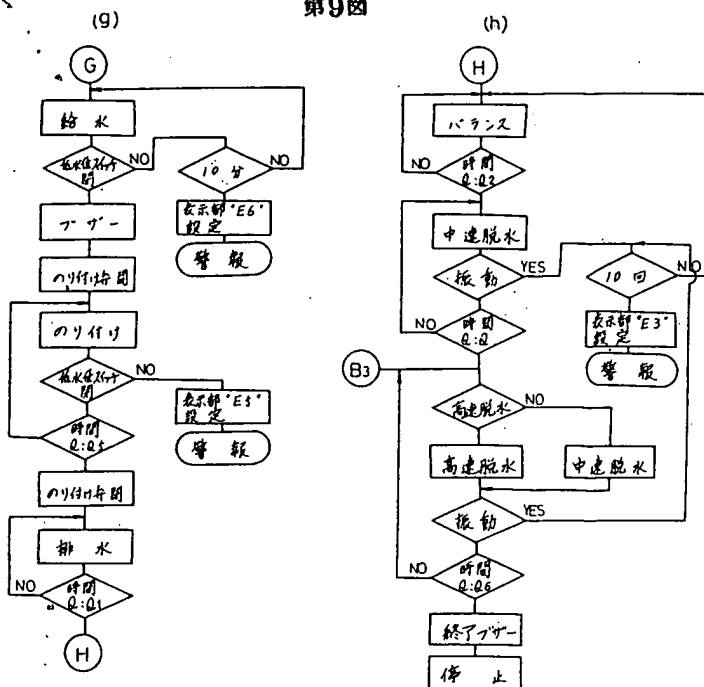 第9図
(g)
G
給水
低水位スイッチ
閉
NO
10分
NO
表示部"E6"
設定
警報
ブザー
のり付け弁開
のり付け
低水位スイッチ
閉
NO
表示部"E5"
設定
警報
時間
Q:Q5
のり付け弁閉
排水
NO
時間
Q:Q1
H
(h)
H
バランス
NO
時間
Q:Q2
中速脱水
振動
YES
10回
NO
表示部"E3"
設定
警報
NO
時間
Q:Q
B3
高速脱水
NO
高速脱水
中速脱水
振動
YES
NO
時間
Q:Q6
終了ブザー
停止